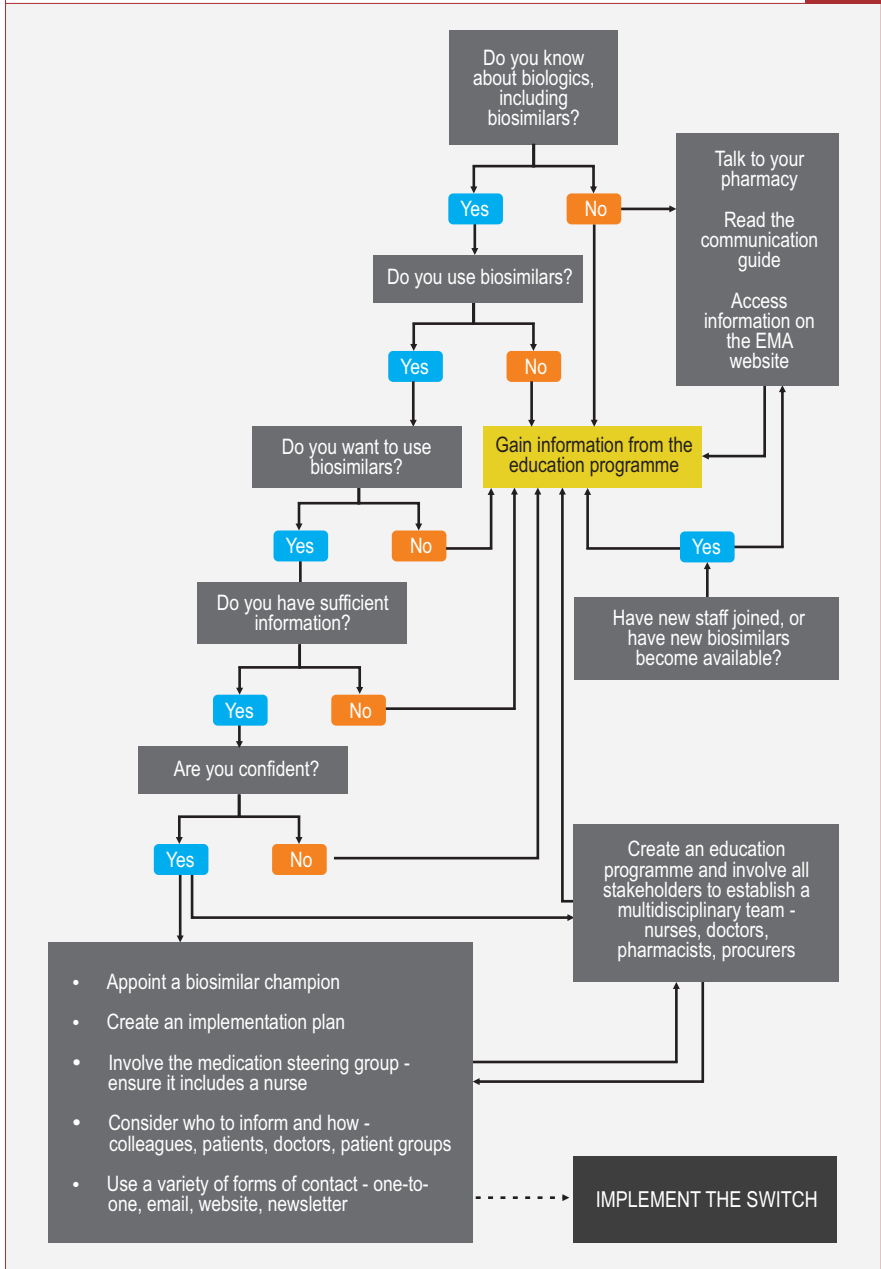 Do you know
about biologics,
including
biosimilars?
Talk to your
pharmacy
Read the
communication
guide
Access
information on
the EMA
website
Yes
No
Do you use biosimilars?
Yes
No
Do you want to use
biosimilars?
Gain information from the
education programme
Yes
No
Yes
Do you have sufficient
information?
Have new staff joined, or
have new biosimilars
become available?
Yes
No
Are you confident?
Yes
No
Create an education
programme and involve all
stakeholders to establish a
multidisciplinary team -
nurses, doctors,
pharmacists, procurers
• Appoint a biosimilar champion
• Create an implementation plan
• Involve the medication steering group -
ensure it includes a nurse
• Consider who to inform and how -
colleagues, patients, doctors, patient groups
• Use a variety of forms of contact - one-to-
one, email, website, newsletter
IMPLEMENT THE SWITCH